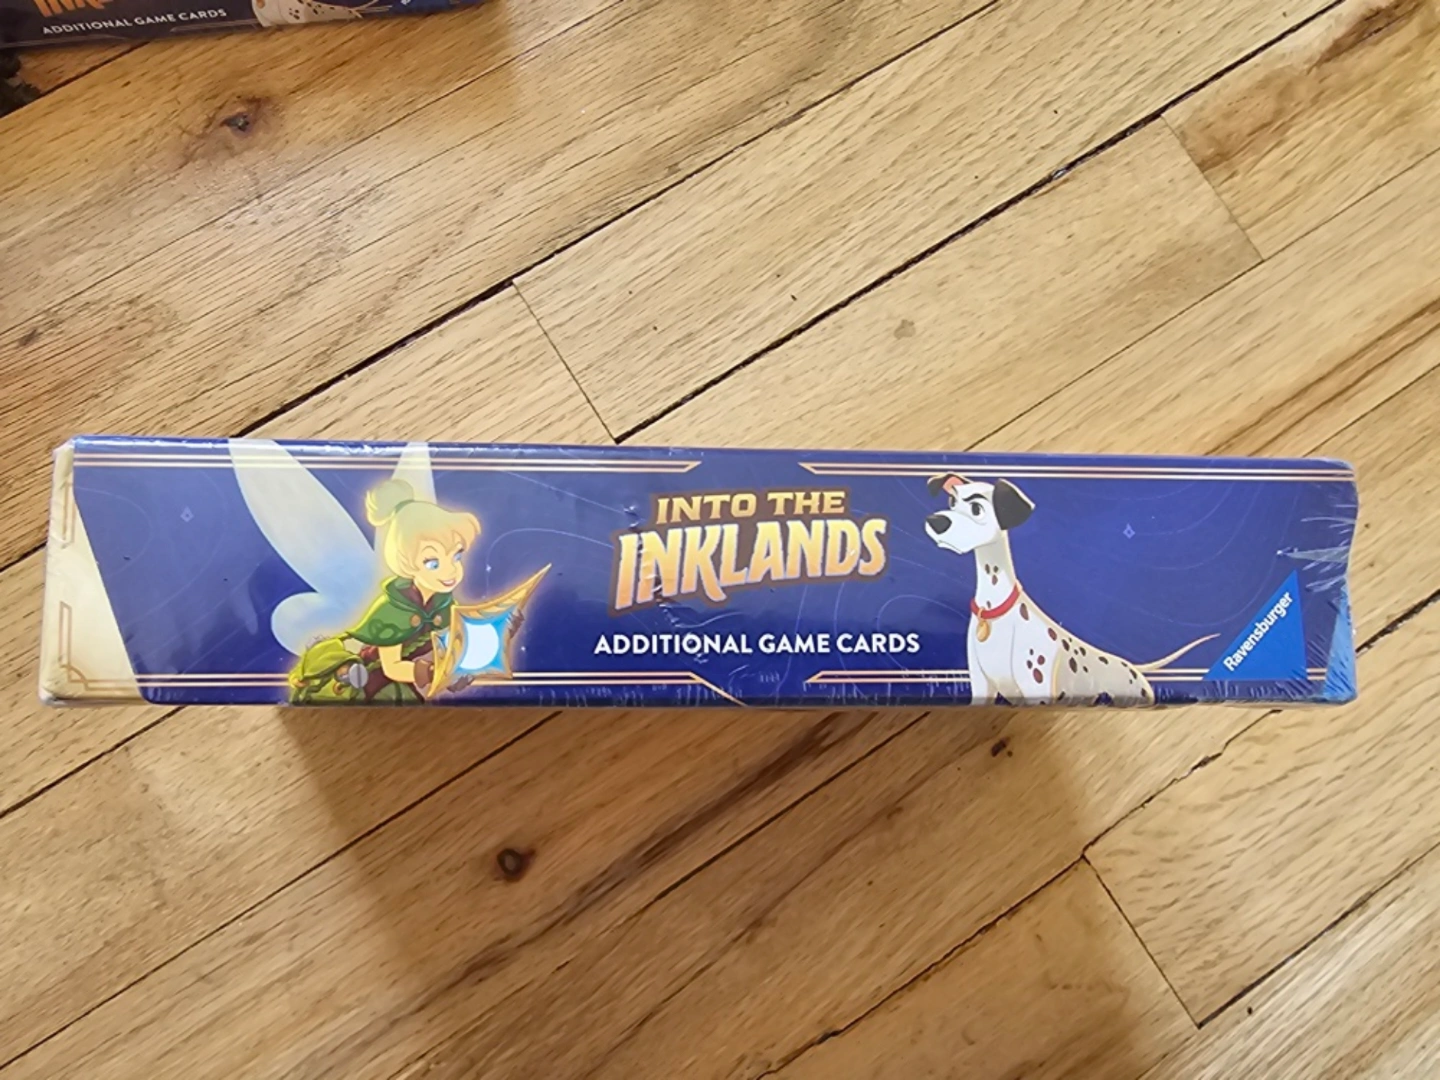 ADDITIONAL GAME CARDS
INTO THE
INKLANDS
ADDITIONAL GAME CARDS
Ravensburger